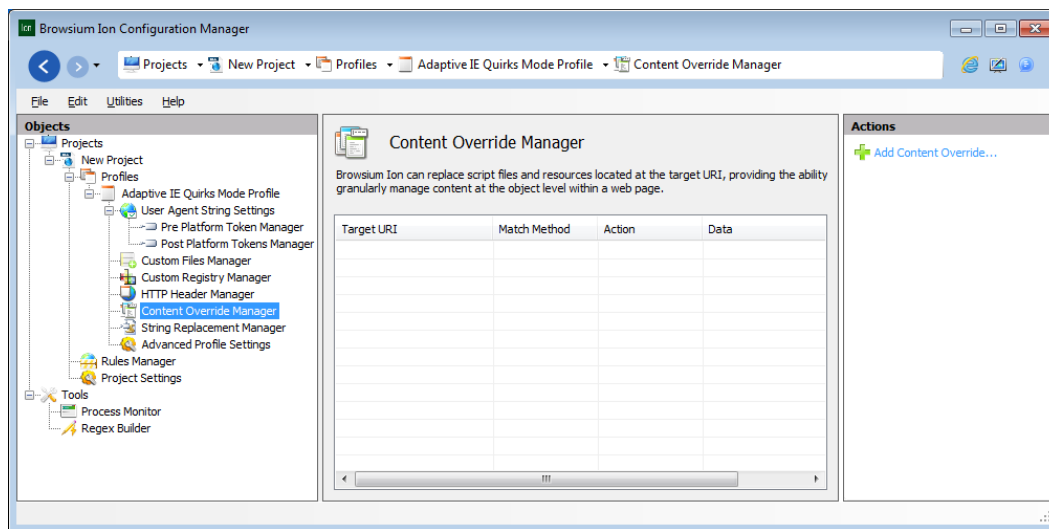 Browsium Ion Configuration Manager
Projects New Project Profiles Adaptive IE Quirks Mode Profile Content Override Manager
File Edit Utilities Help
Objects
Projects
New Project
Profiles
Adaptive IE Quirks Mode Profile
User Agent String Settings
Pre Platform Token Manager
Post Platform Tokens Manager
Custom Files Manager
Custom Registry Manager
HTTP Header Manager
Content Override Manager
String Replacement Manager
Advanced Profile Settings
Rules Manager
Project Settings
Tools
Process Monitor
Regex Builder
Content Override Manager
Browsium Ion can replace script files and resources located at the target URI, providing the ability
granularly manage content at the object level within a web page.
Target URI Match Method Action Data
Actions
Add Content Override...